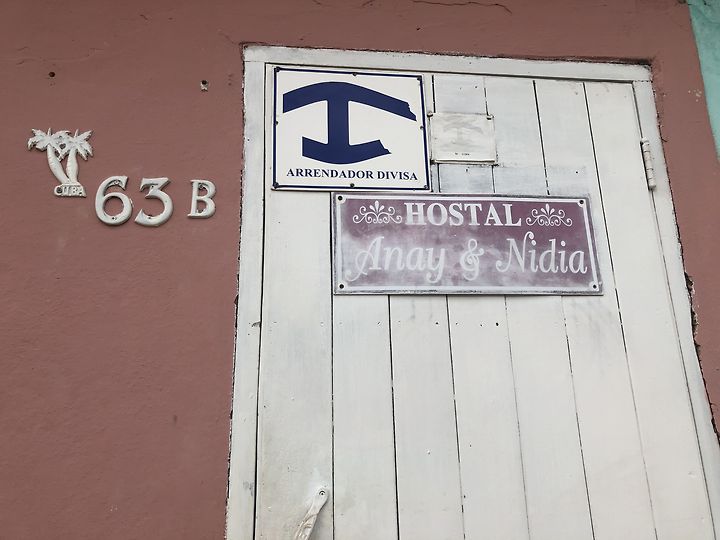 CUBA
63 B
ARRENDADOR DIVISA
HOSTAL
Anay & Nidia